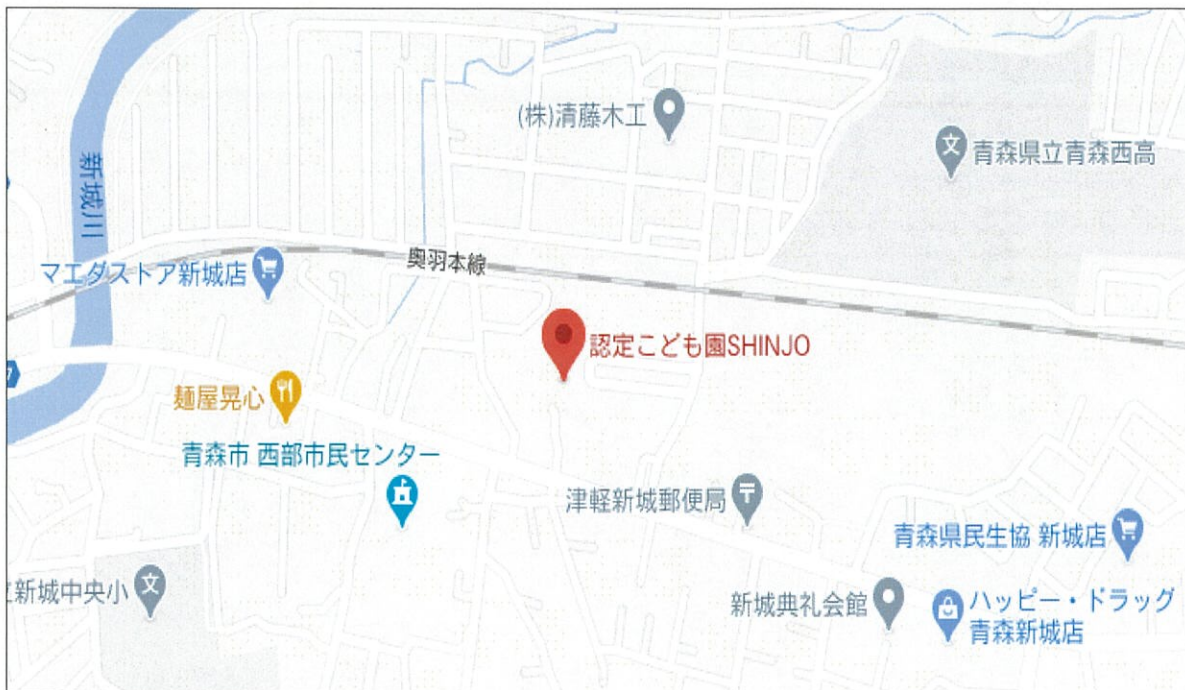 (株)清藤木工
青森県立青森西高
新城川
奥羽本線
マエダストア新城店
認定こども園SHINJO
麺屋晃心
青森市 西部市民センター
津軽新城郵便局
青森県民生協 新城店
新城中央小
新城典礼会館
ハッピー・ドラッグ
青森新城店
7